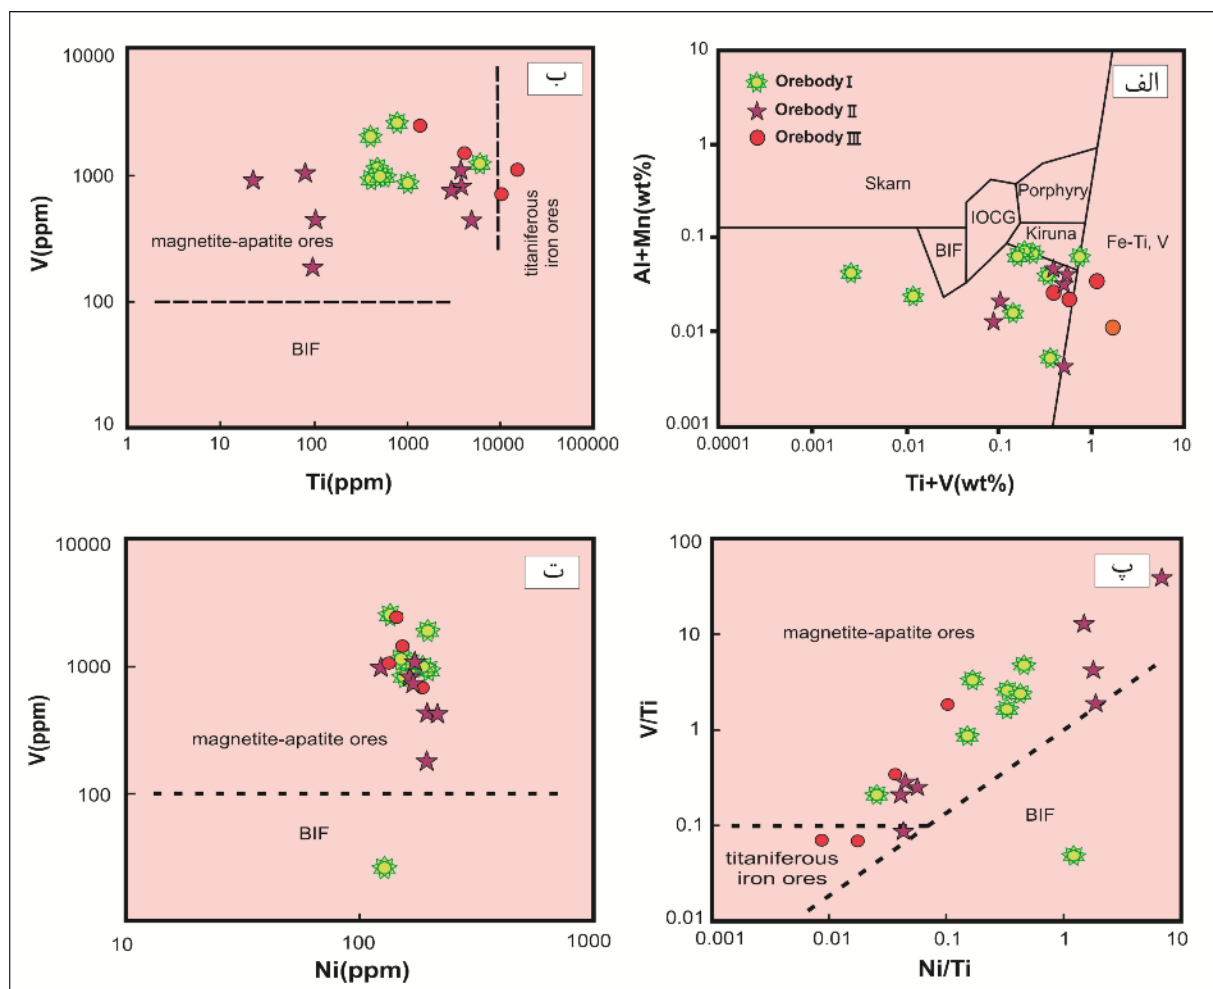 الف
10
1
0.1
0.01
0.001
Al+Mn(wt%)
Orebody I
Orebody II
Orebody III
Skarn
Porphyry
IOCG
Kiruna
BIF
Fe-Ti, V
0.0001
0.001
0.01
0.1
1
10
Ti+V(wt%)
ب
10000
1000
100
10
V(ppm)
magnetite-apatite ores
titaniferous
iron ores
BIF
1
10
100
1000
10000
100000
Ti(ppm)
پ
100
10
1
0.1
0.01
V/Ti
magnetite-apatite ores
BIF
titaniferous
iron ores
0.001
0.01
0.1
1
10
Ni/Ti
ت
10000
1000
100
V(ppm)
magnetite-apatite ores
BIF
10
100
1000
Ni(ppm)